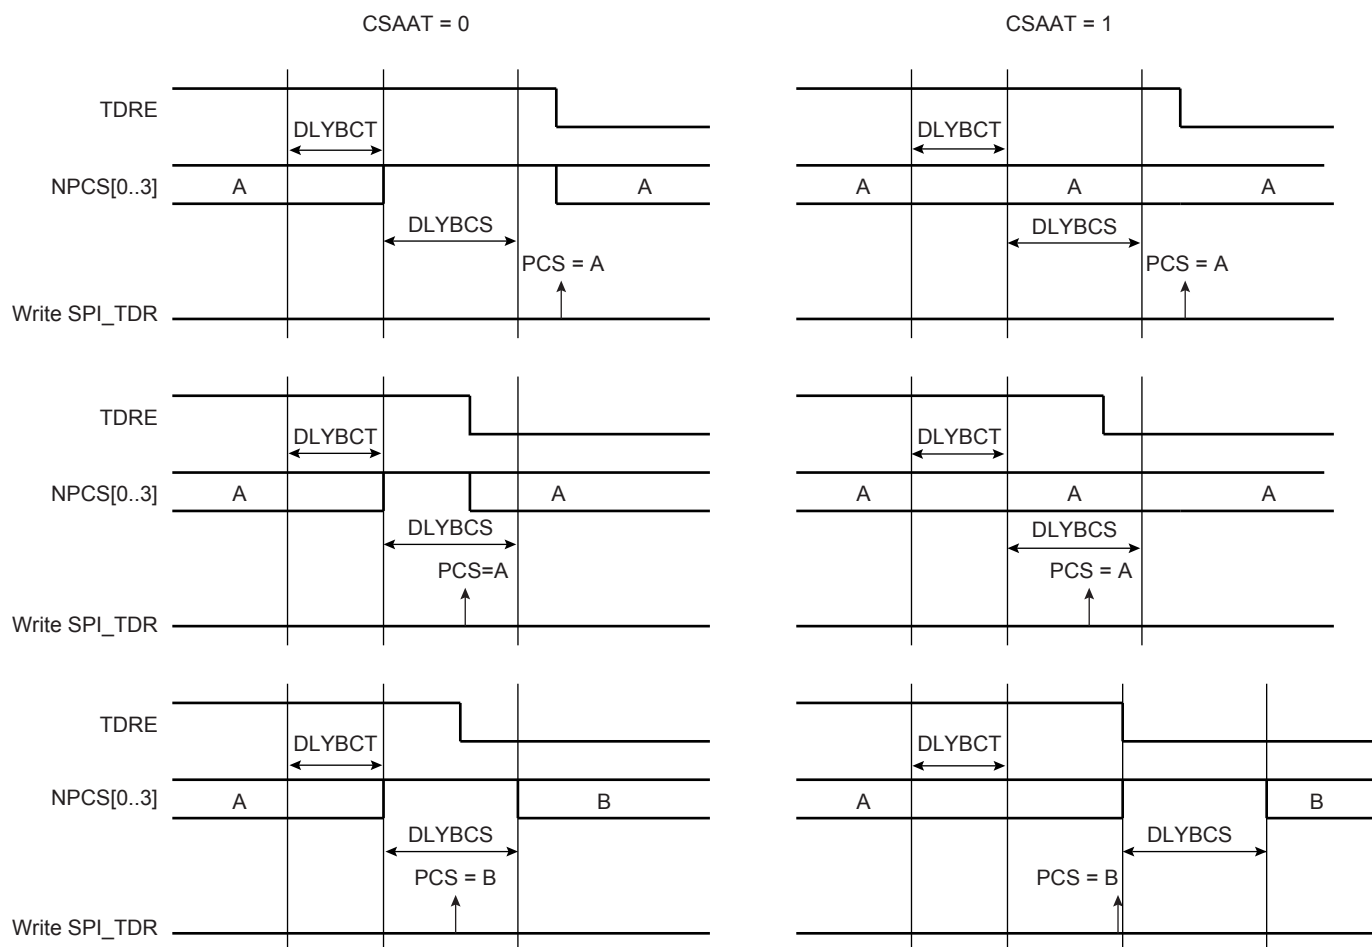 CSAAT = 0 CSAAT = 1
TDRE
DLYBCT DLYBCT
NPCS[0..3] A A A A A
DLYBCS DLYBCS
PCS = A PCS = A
Write SPI_TDR
TDRE
DLYBCT DLYBCT
NPCS[0..3] A A A A A
DLYBCS DLYBCS
PCS=A PCS = A
Write SPI_TDR
TDRE
DLYBCT DLYBCT
NPCS[0..3] A B A B
DLYBCS DLYBCS
PCS = B PCS = B
Write SPI_TDR